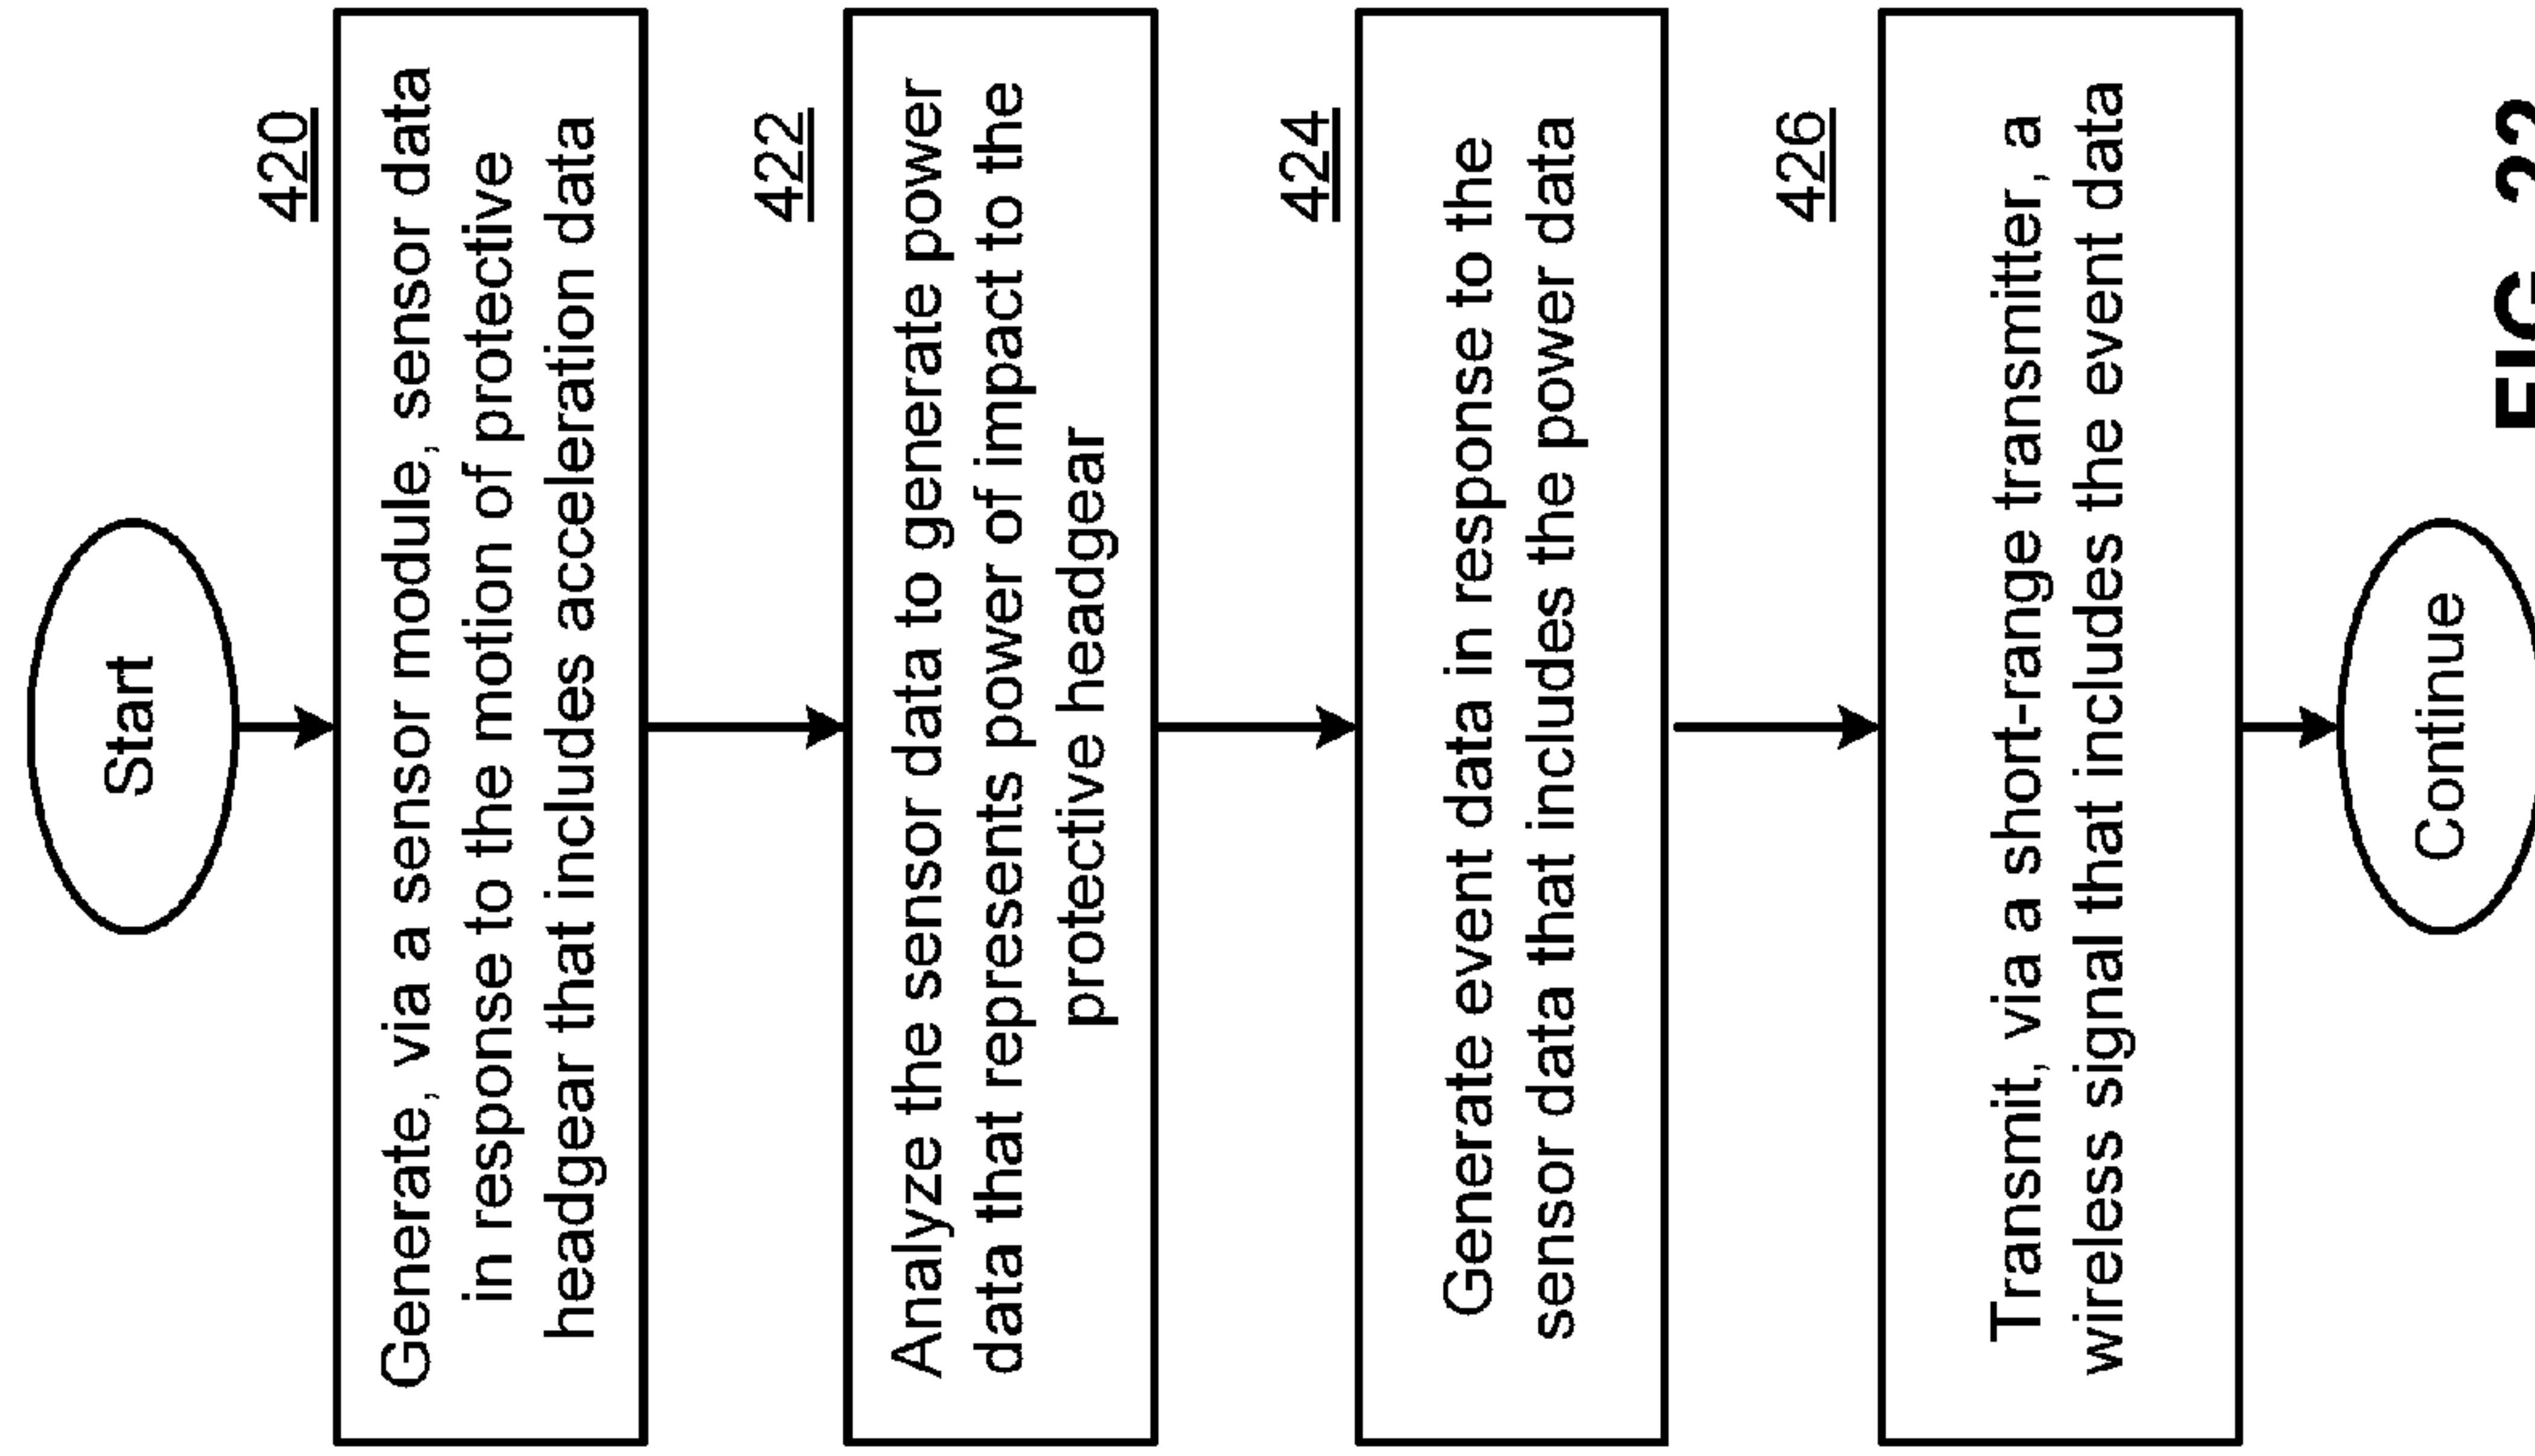 Start
420
Generate, via a sensor module, sensor data
in response to the motion of protective
headgear that includes acceleration data
422
Analyze the sensor data to generate power
data that represents power of impact to the
protective headgear
424
Generate event data in response to the
sensor data that includes the power data
426
Transmit, via a short-range transmitter, a
wireless signal that includes the event data
Continue
FIG. 22